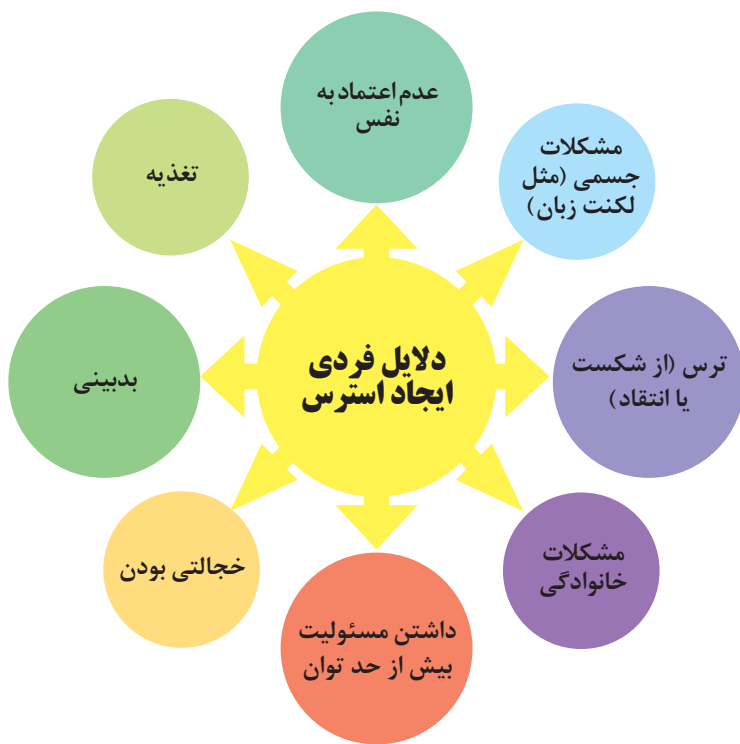 دلایل فردی
ایجاد استرس
عدم اعتماد به
نفس
مشکلات
جسمی (مثل
لکنت زبان)
ترس (از شکست
یا انتقاد)
مشکلات
خانوادگی
داشتن مسئولیت
بیش از حد توان
خجالتی بودن
بدبینی
تغذیه